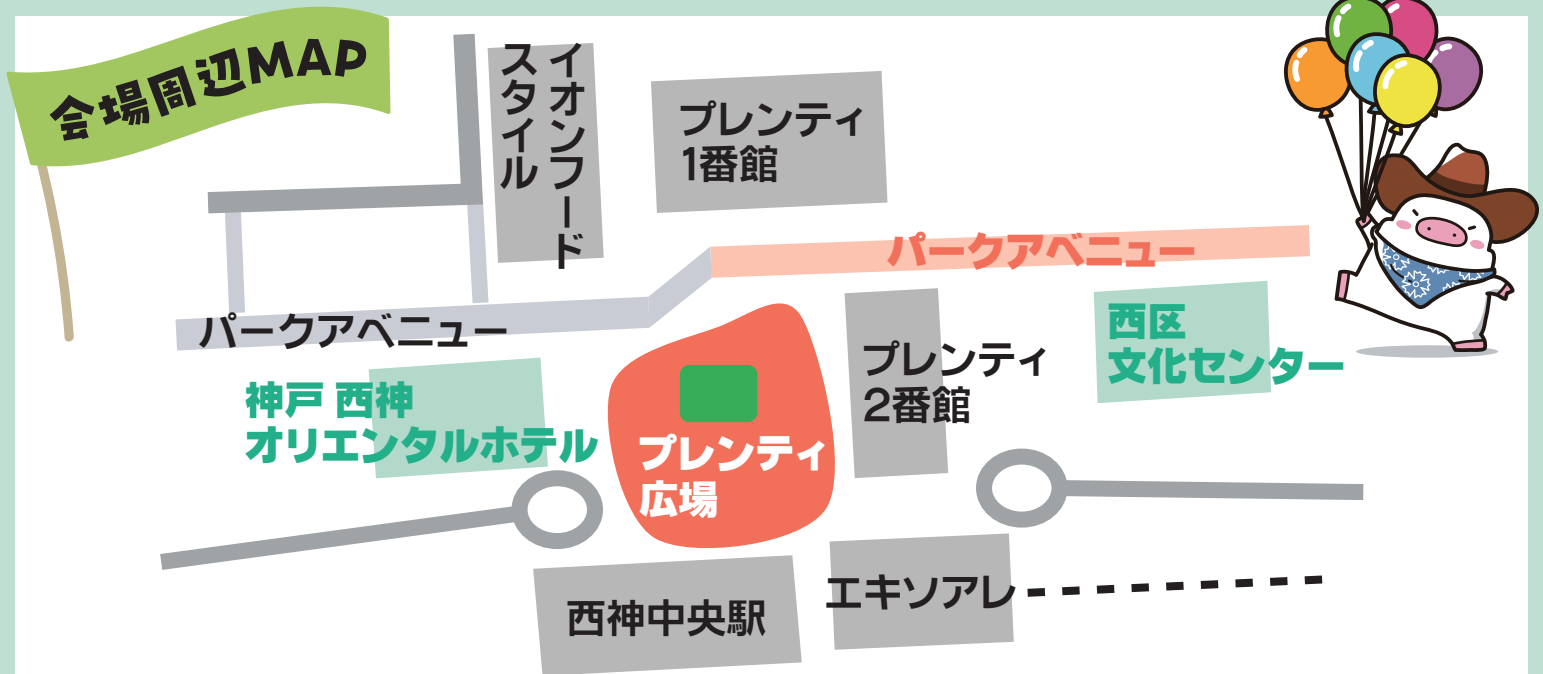 会場周辺MAP
イオンフード
スタイル
プレンティ
1番館
パークアベニュー
パークアベニュー
神戸 西神
オリエンタルホテル
プレンティ
広場
プレンティ
2番館
西区
文化センター
西神中央駅
エキソアレ